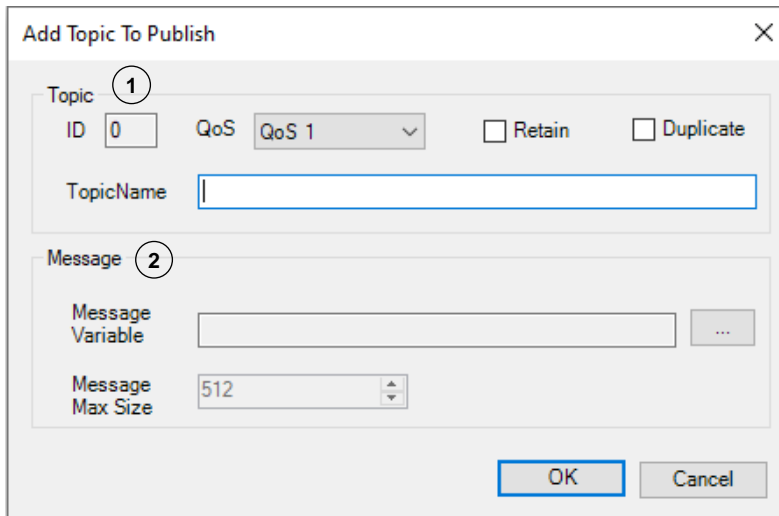 Add Topic To Publish
Topic 1
ID 0 QoS QoS 1 Retain Duplicate
TopicName
Message 2
Message
Variable
...
Message
Max Size
512
OK Cancel